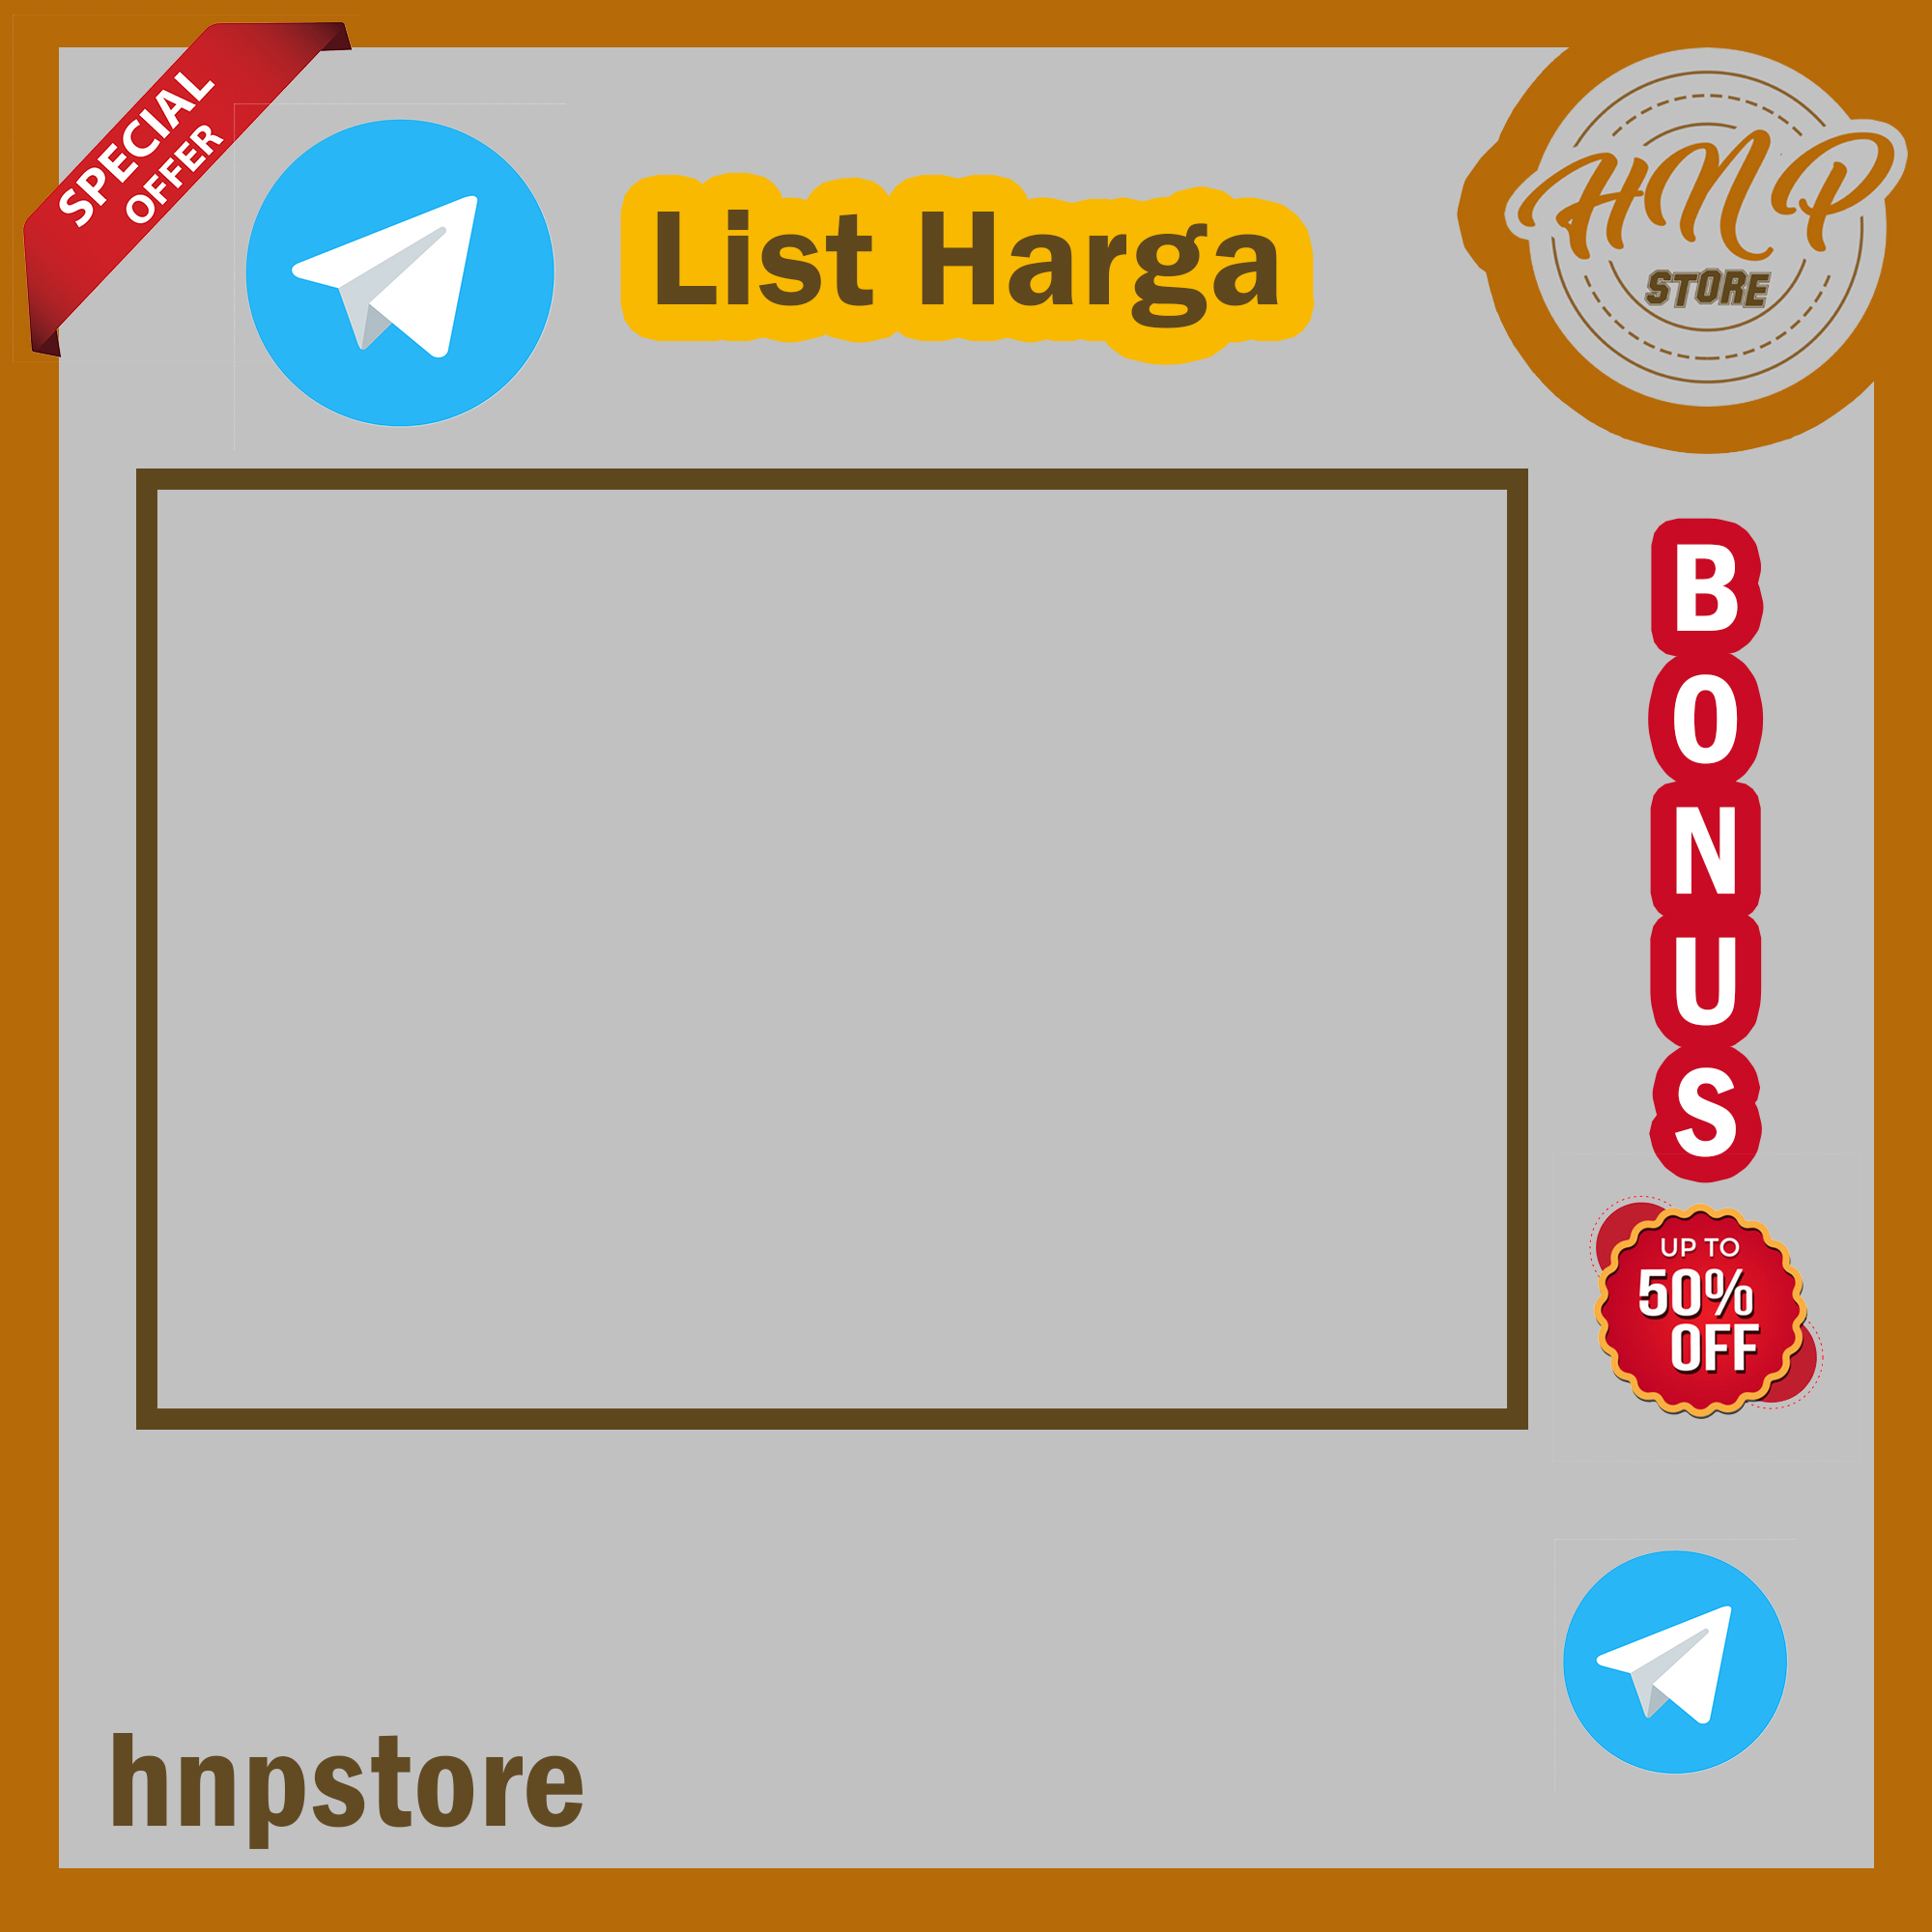 SPECIAL
OFFER
List Harga
HNP
STORE
B
O
N
U
S
UP TO
50%
OFF
hnpstore